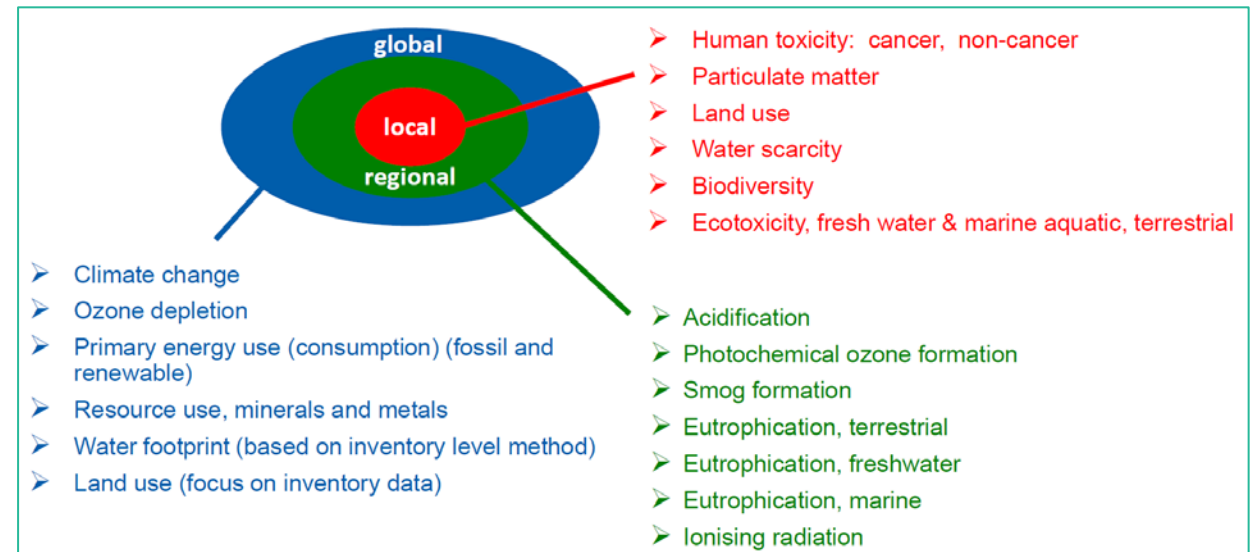 global
local
regional
➢ Human toxicity: cancer, non-cancer
➢ Particulate matter
➢ Land use
➢ Water scarcity
➢ Biodiversity
➢ Ecotoxicity, fresh water & marine aquatic, terrestrial
➢ Climate change
➢ Ozone depletion
➢ Primary energy use (consumption) (fossil and
renewable)
➢ Resource use, minerals and metals
➢ Water footprint (based on inventory level method)
➢ Land use (focus on inventory data)
➢ Acidification
➢ Photochemical ozone formation
➢ Smog formation
➢ Eutrophication, terrestrial
➢ Eutrophication, freshwater
➢ Eutrophication, marine
➢ Ionising radiation